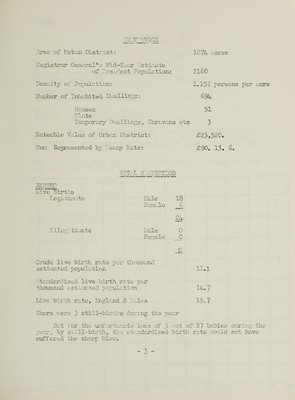 STATISTICS
Area of Urban District: 1874 acres
Registrar General's Mid-Year Estimate
of Resident Population: 2160
Density of Population: 1.152 persons per acre
Number of Inhabited Dwellings: 694
Houses 51
Flats
Temporary Dwellings, Caravans etc 3
Rateable Value of Urban District: £23,520.
Sum Represented by Penny Rate: £90. 13. 6.
VITAL STATISTICS
BIRTHS
Live Births
Legitimate Male 18
Female 6
24
Illegitimate Male 0
Female 0
0
Crude live birth rate per thousand
estimated population 11.1
Standardised live birth rate per
thousand estimated population 14.7
Live birth rate, England & Wales 15.7
There were 3 still-births during the year
But for the unfortunate loss of 3 out of 27 babies during the
year, by still-birth, the standardised birth rate could not have
suffered the sharp blow.
- 3 -